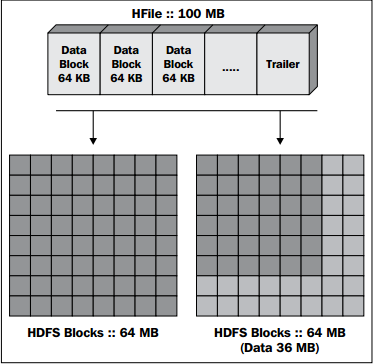 HFile :: 100 MB
Data
Block
64 KB
Data
Block
64 KB
Data
Block
64 KB
.....
Trailer
HDFS Blocks :: 64 MB
HDFS Blocks :: 64 MB
(Data 36 MB)